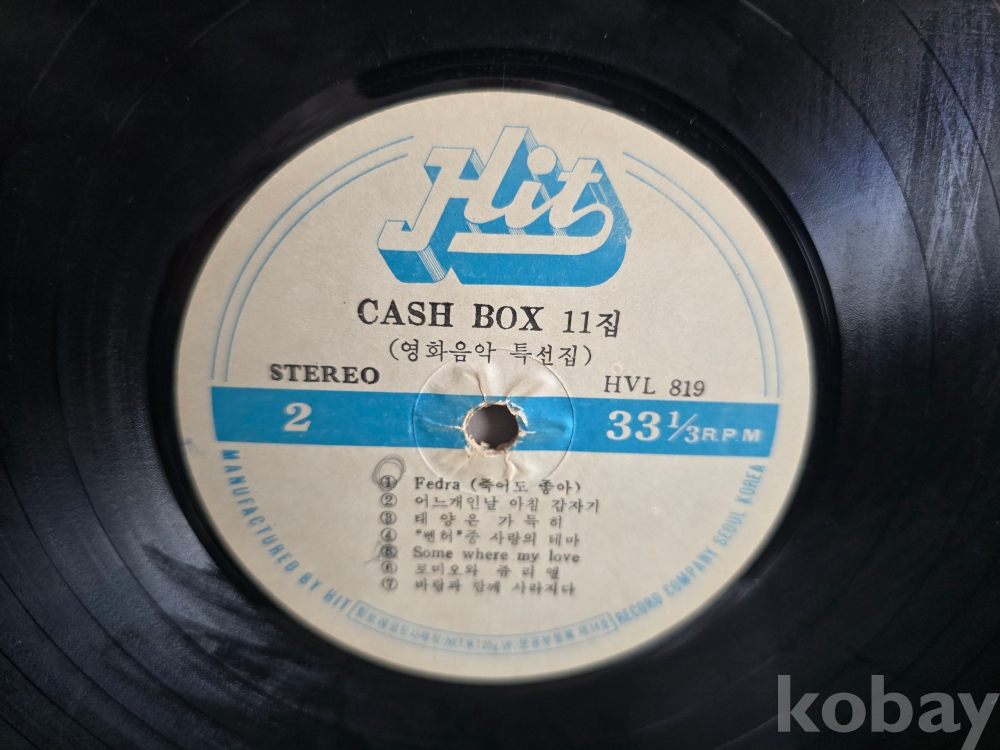 Hit
CASH BOX 11집
(영화음악 특선집)
STEREO
HVL 819
2
33 1/3 R.P.M
① Fedra (죽어도 좋아)
② 어느개인날 아침 갑자기
③ 태양은 가득히
④ "벤허"중 사랑의 테마
⑤ Some where my love
⑥ 로미오와 쥴리엘
⑦ 바람과 함께 사라지다
MANUFACTURED BY HIT
RECORD COMPANY SEOUL KOREA
kobay